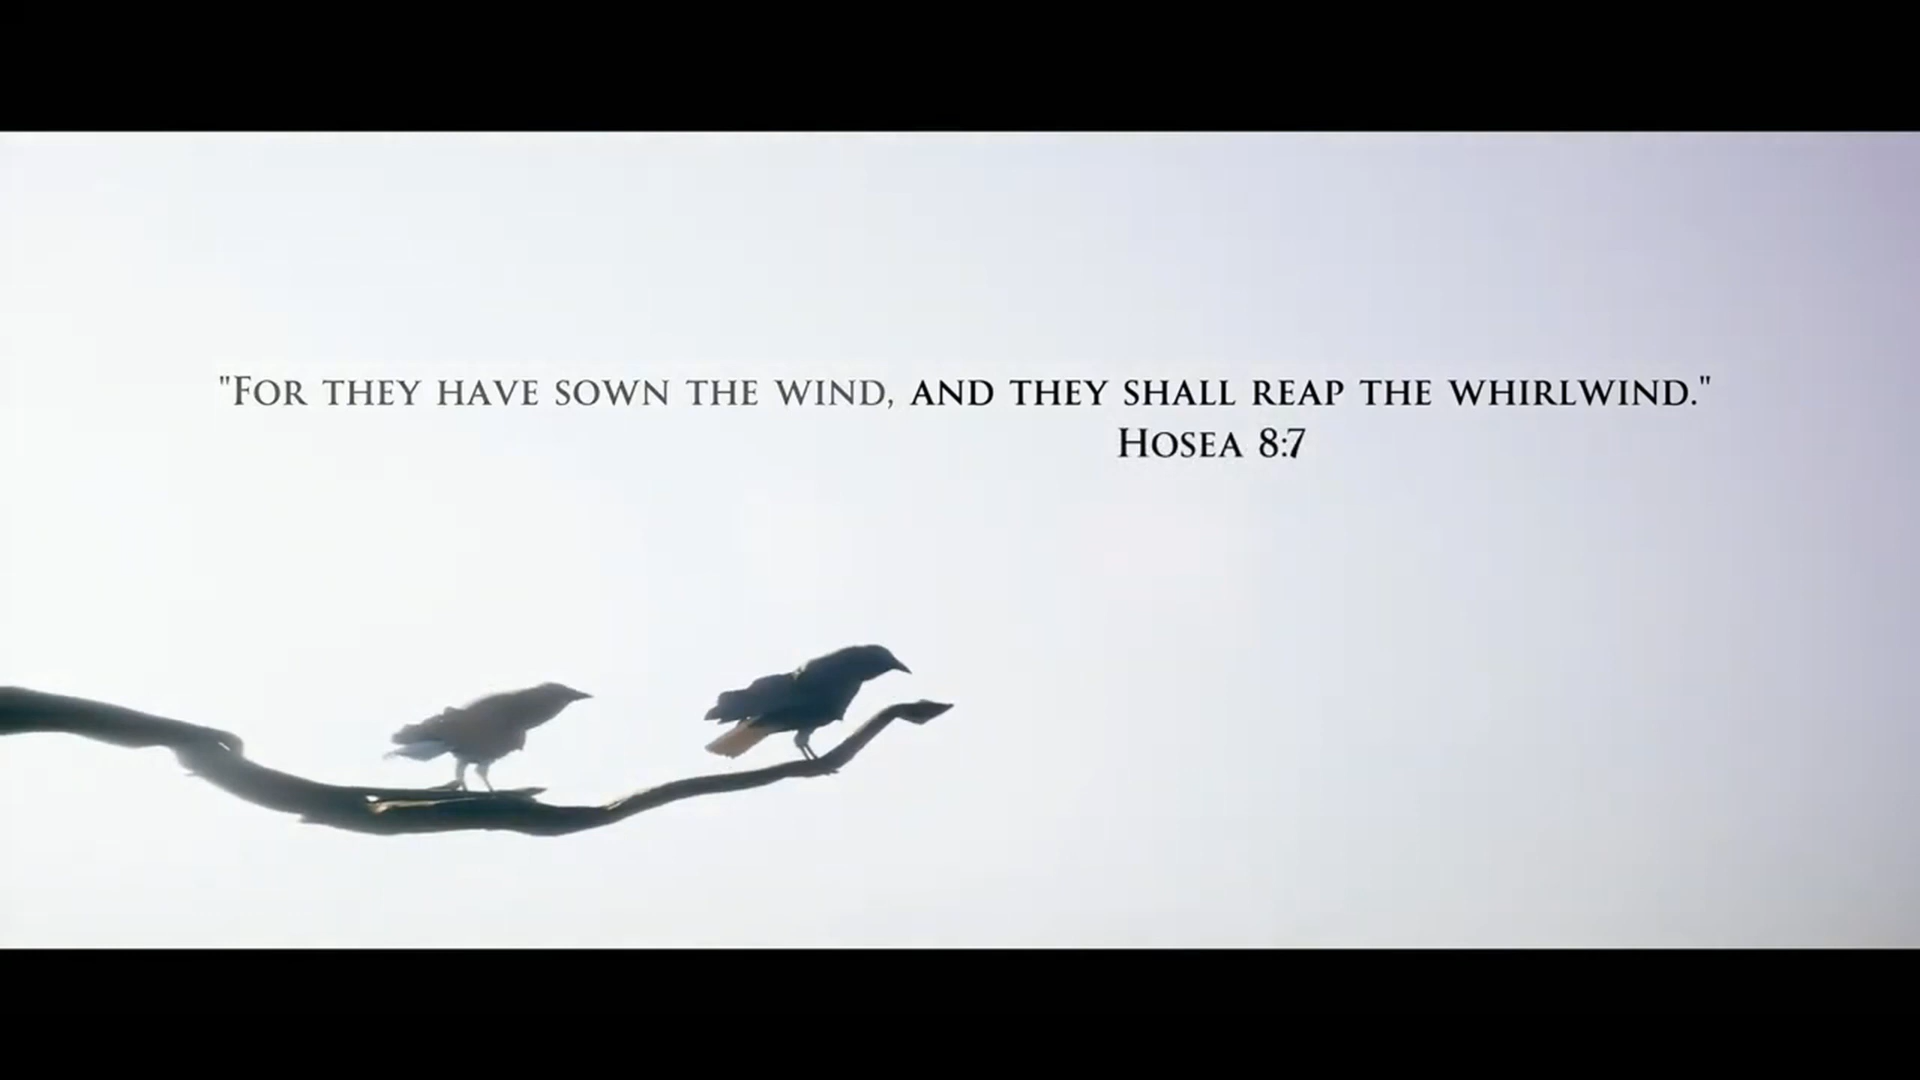 "For they have sown the wind, and they shall reap the whirlwind."
Hosea 8:7